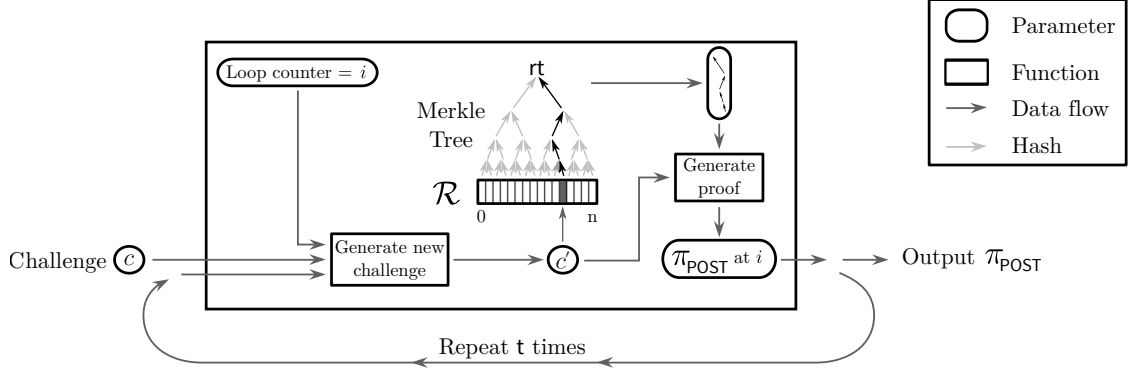 Parameter
Function
Data flow
Hash
Loop counter = i
rt
Merkle
Tree
R
0 n
Generate
proof
Challenge c
Generate new
challenge
c′
π_POST at i
Output π_POST
Repeat t times